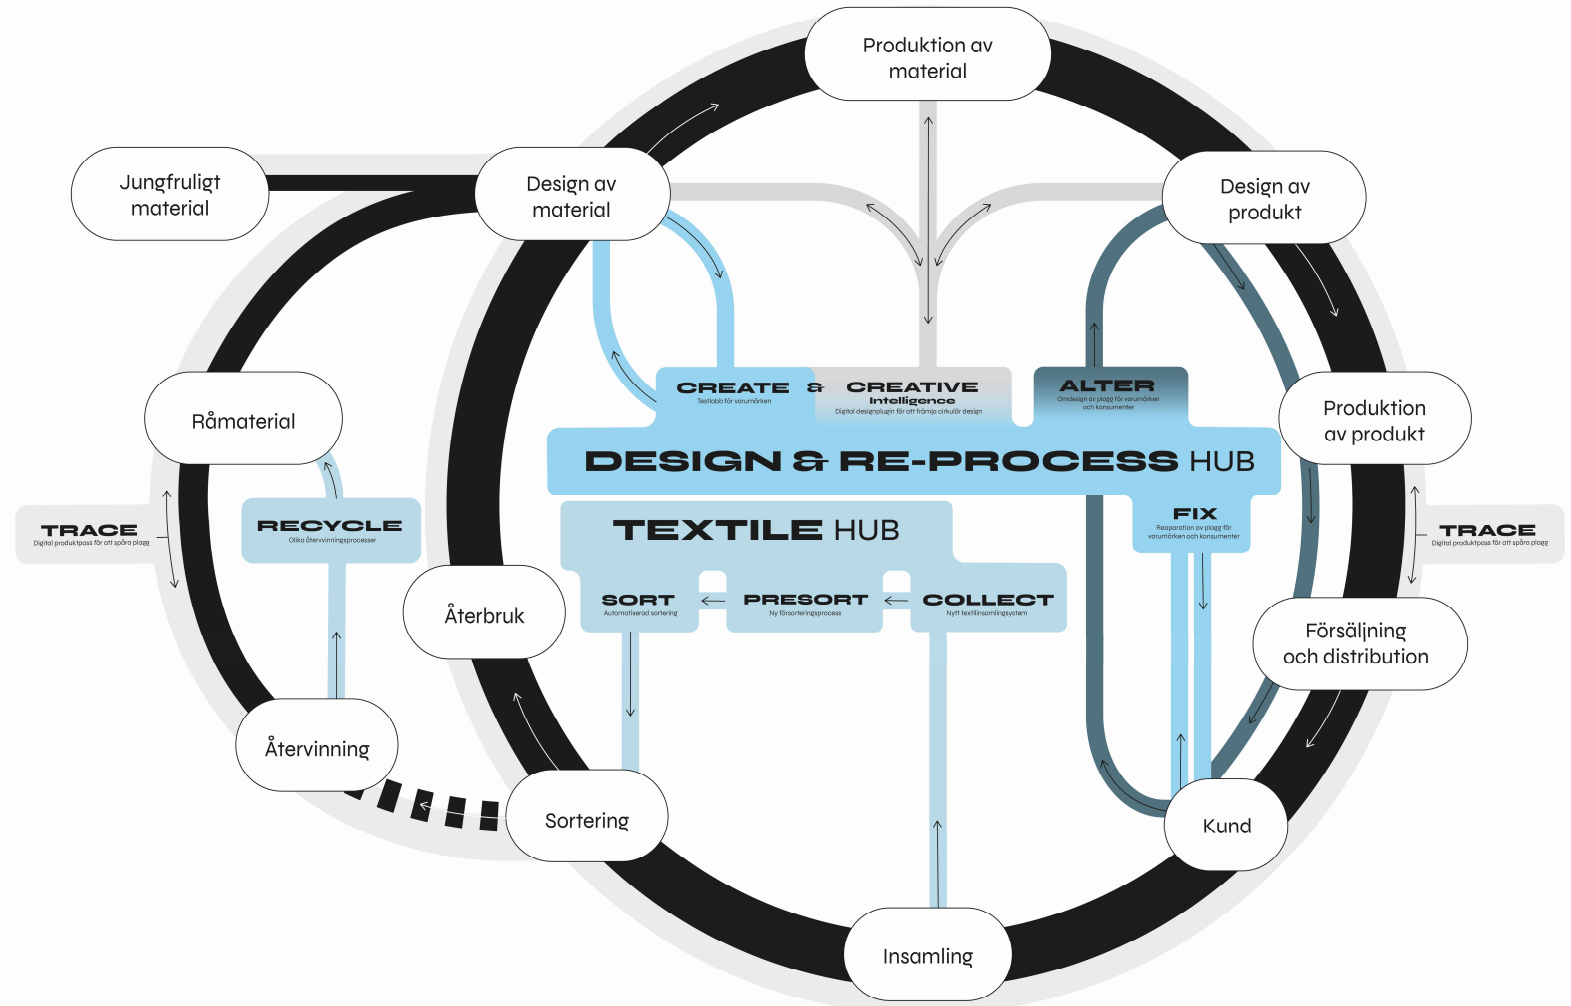 Produktion av
material
Jungfruligt
material
Design av
material
Design av
produkt
CREATE & CREATIVE
Testlabb för varumärken
Intelligence
Digital designplugin för att främja cirkulär design
ALTER
Omdesign av plagg för varumärken
och konsumenter
Råmaterial
Produktion
av produkt
DESIGN & RE-PROCESS HUB
TRACE
Digital produktpass för att spåra plagg
RECYCLE
Olika återvvinningsprocesser
TEXTILE HUB
FIX
Reaparation av plagg för
varumärken och konsumenter
TRACE
Digital produktpass för att spåra plagg
SORT
Automatiserad sortering
PRESORT
Ny försorteringsprocess
COLLECT
Nytt textilinsamlingsystem
Återbruk
Försäljning
och distribution
Återvinning
Sortering
Kund
Insamling